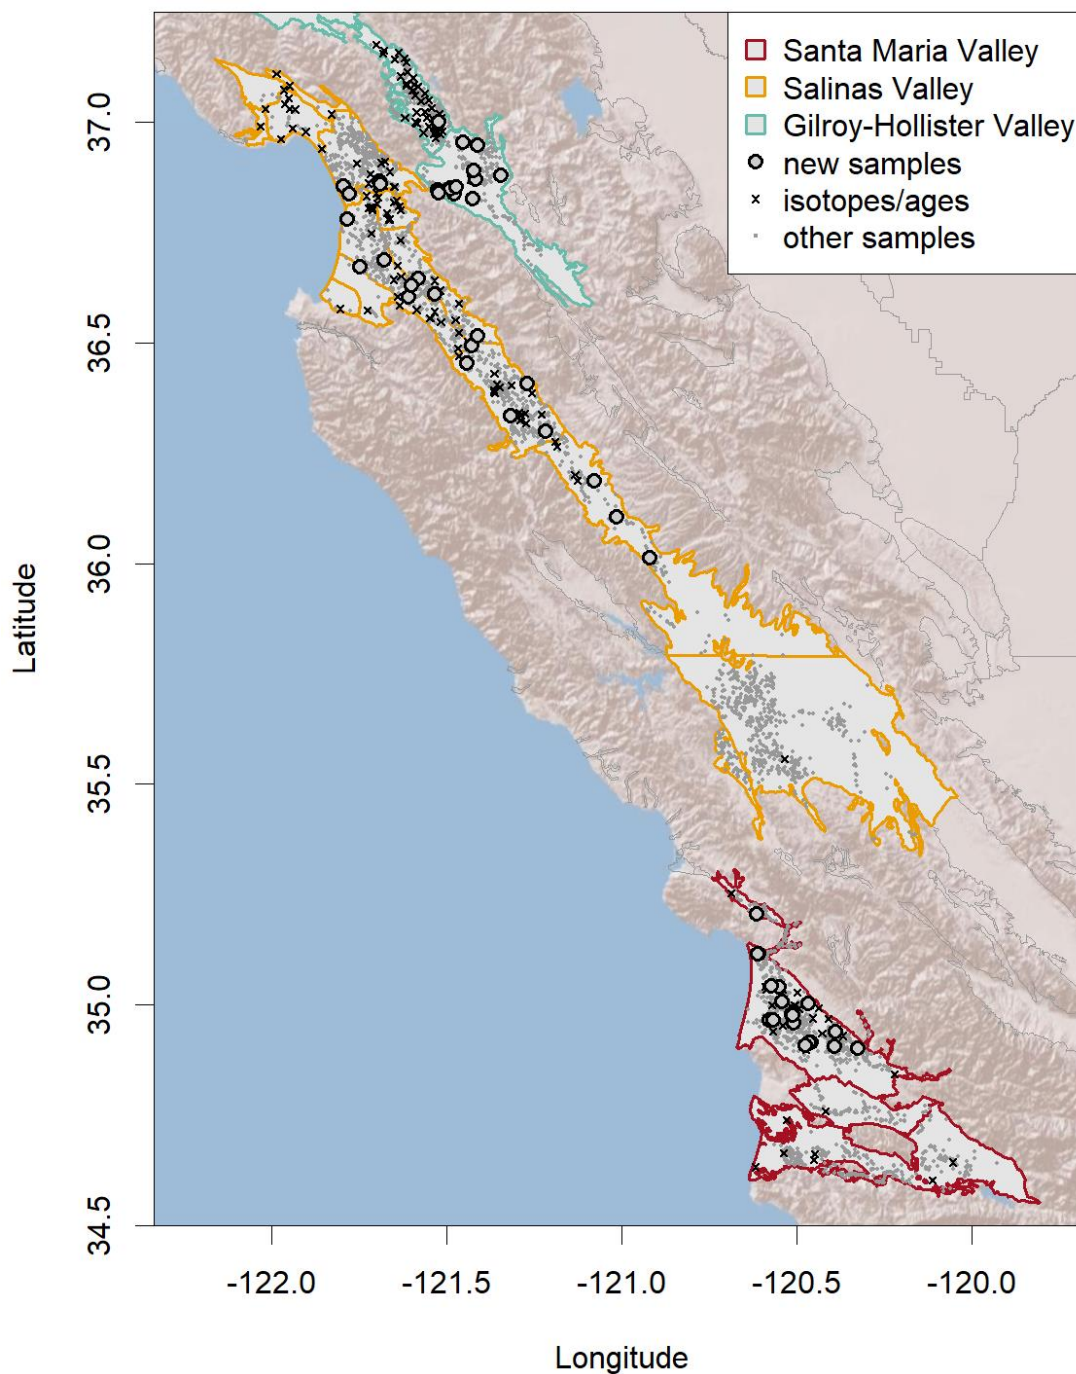 Santa Maria Valley
Salinas Valley
Gilroy-Hollister Valley
new samples
isotopes/ages
other samples
37.0
36.5
36.0
35.5
35.0
34.5
Latitude
-122.0
-121.5
-121.0
-120.5
-120.0
Longitude